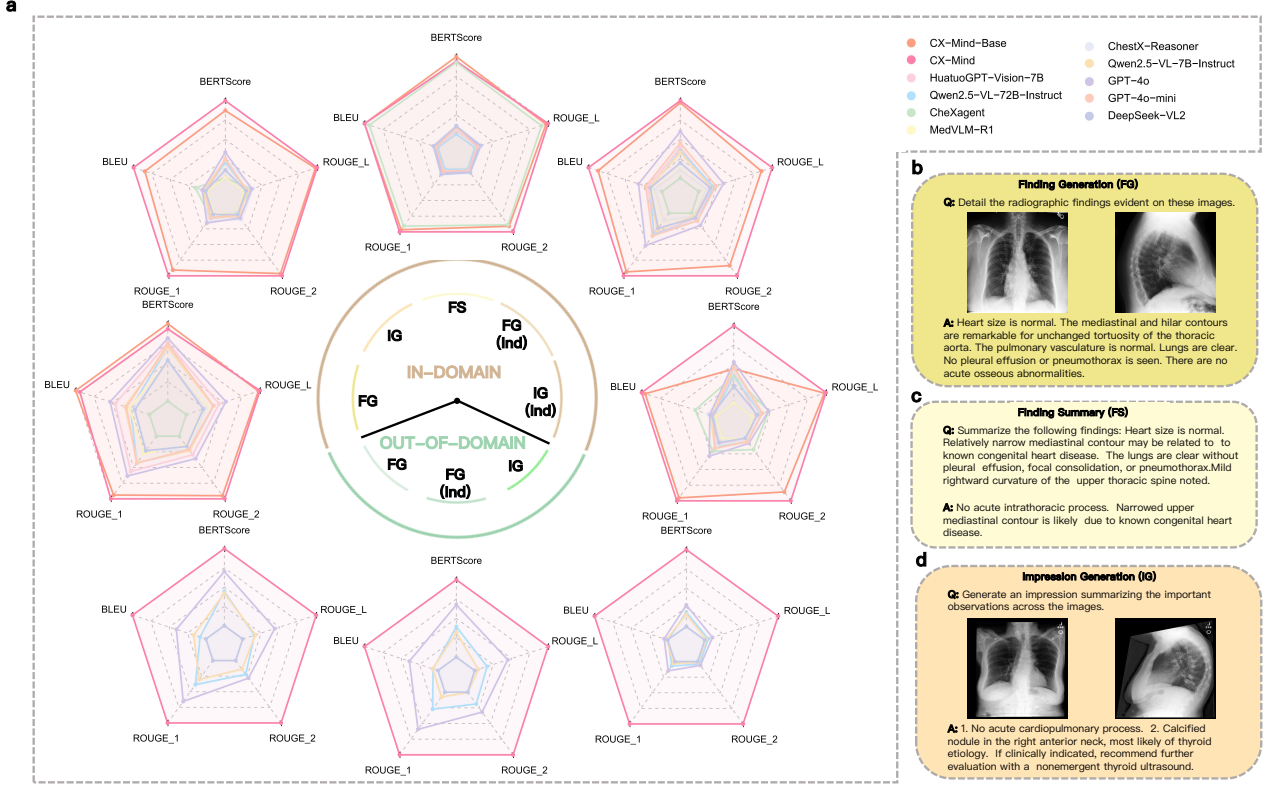 a
BERTScore
BLEU
ROUGE_L
ROUGE_1
ROUGE_2
BERTScore
BLEU
ROUGE_L
ROUGE_1
ROUGE_2
BERTScore
BLEU
ROUGE_L
ROUGE_1
ROUGE_2
BERTScore
BLEU
ROUGE_L
ROUGE_1
ROUGE_2
BERTScore
BLEU
ROUGE_L
ROUGE_1
ROUGE_2
BERTScore
BLEU
ROUGE_L
ROUGE_1
ROUGE_2
BERTScore
BLEU
ROUGE_L
ROUGE_1
ROUGE_2
BERTScore
BLEU
ROUGE_L
ROUGE_1
ROUGE_2
FS
IG
FG
(Ind)
IN-DOMAIN
FG
IG
(Ind)
OUT-OF-DOMAIN
FG
FG
(Ind)
IG
CX−Mind−Base
CX−Mind
HuatuoGPT−Vision−7B
Qwen2.5−VL−72B−Instruct
CheXagent
MedVLM−R1
ChestX−Reasoner
Qwen2.5−VL−7B−Instruct
GPT−4o
GPT−4o−mini
DeepSeek−VL2
b
Finding Generation (FG)
Q: Detail the radiographic findings evident on these images.
A: Heart size is normal. The mediastinal and hilar contours
are remarkable for unchanged tortuosity of the thoracic
aorta. The pulmonary vasculature is normal. Lungs are clear.
No pleural effusion or pneumothorax is seen. There are no
acute osseous abnormalities.
c
Finding Summary (FS)
Q: Summarize the following findings: Heart size is normal.
Relatively narrow mediastinal contour may be related to to
known congenital heart disease. The lungs are clear without
pleural effusion, focal consolidation, or pneumothorax.Mild
rightward curvature of the upper thoracic spine noted.
A: No acute intrathoracic process. Narrowed upper
mediastinal contour is likely due to known congenital heart
disease.
d
Impression Generation (IG)
Q: Generate an impression summarizing the important
observations across the images.
A: 1. No acute cardiopulmonary process. 2. Calcified
nodule in the right anterior neck, most likely of thyroid
etiology. If clinically indicated, recommend further
evaluation with a nonemergent thyroid ultrasound.